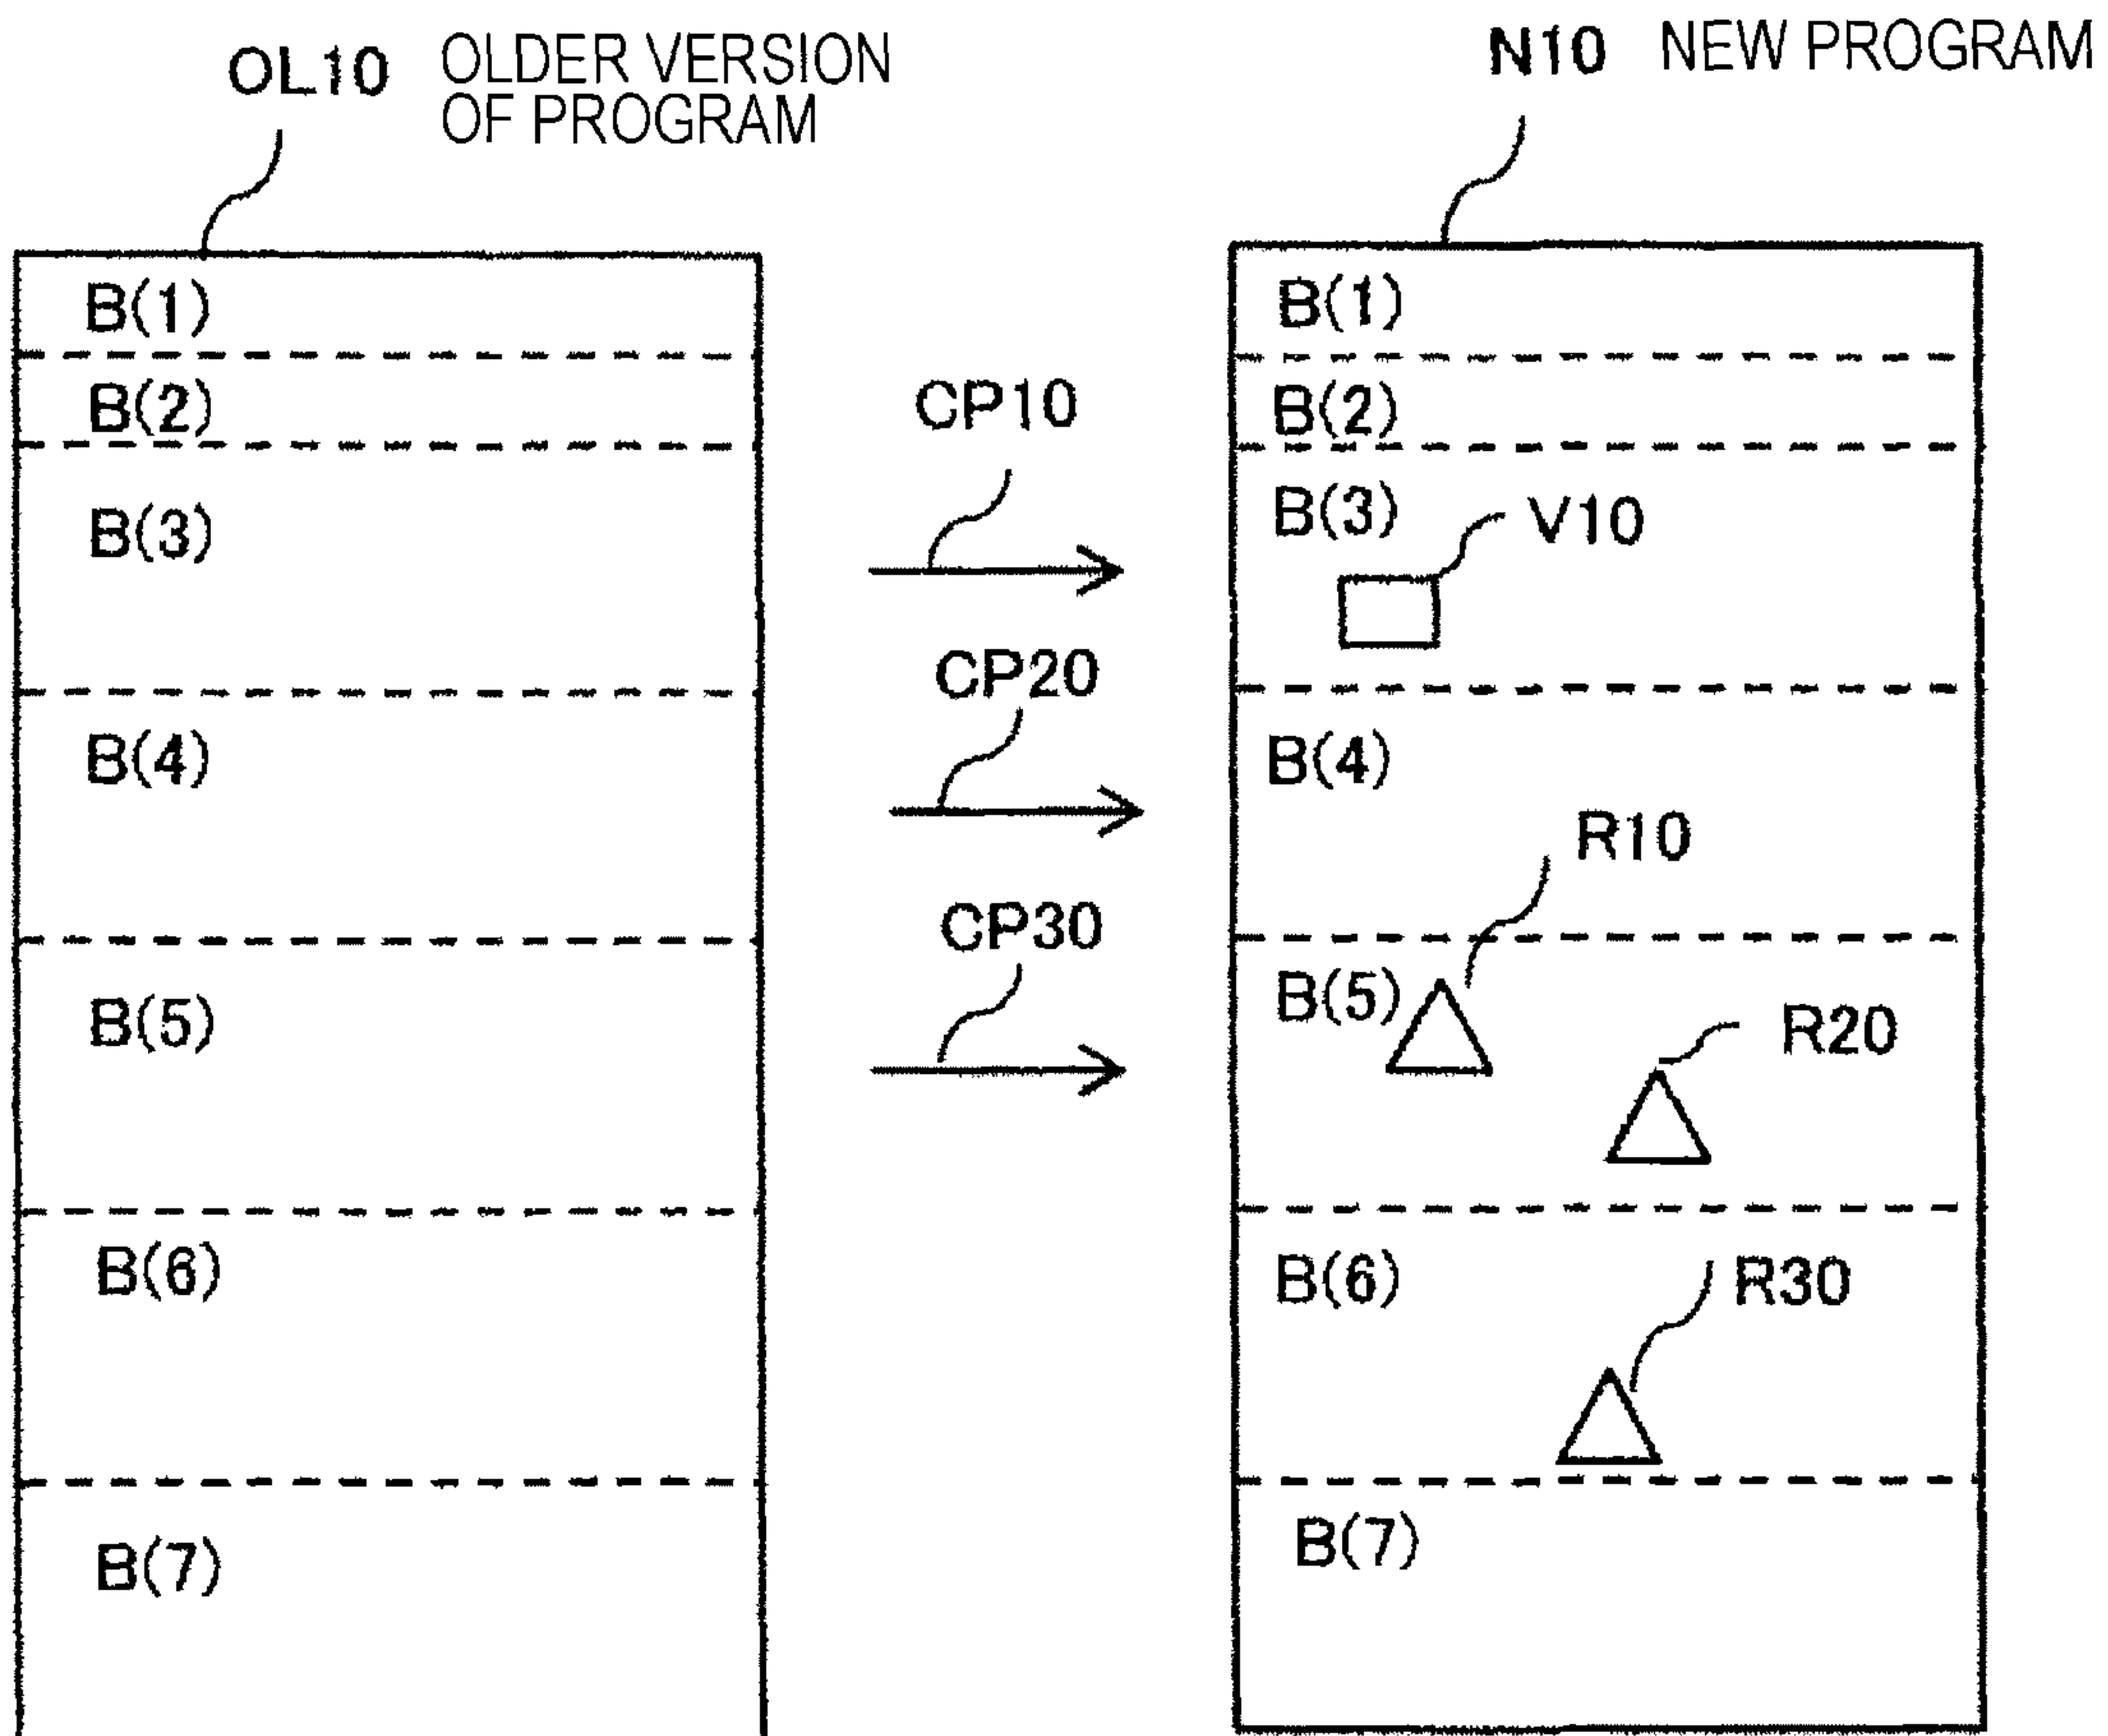 OL10 OLDER VERSION
OF PROGRAM
B(1)
B(2)
B(3)
B(4)
B(5)
B(6)
B(7)
CP10
CP20
CP30
N10 NEW PROGRAM
B(1)
B(2)
B(3)
V10
B(4)
R10
B(5)
R20
B(6)
R30
B(7)